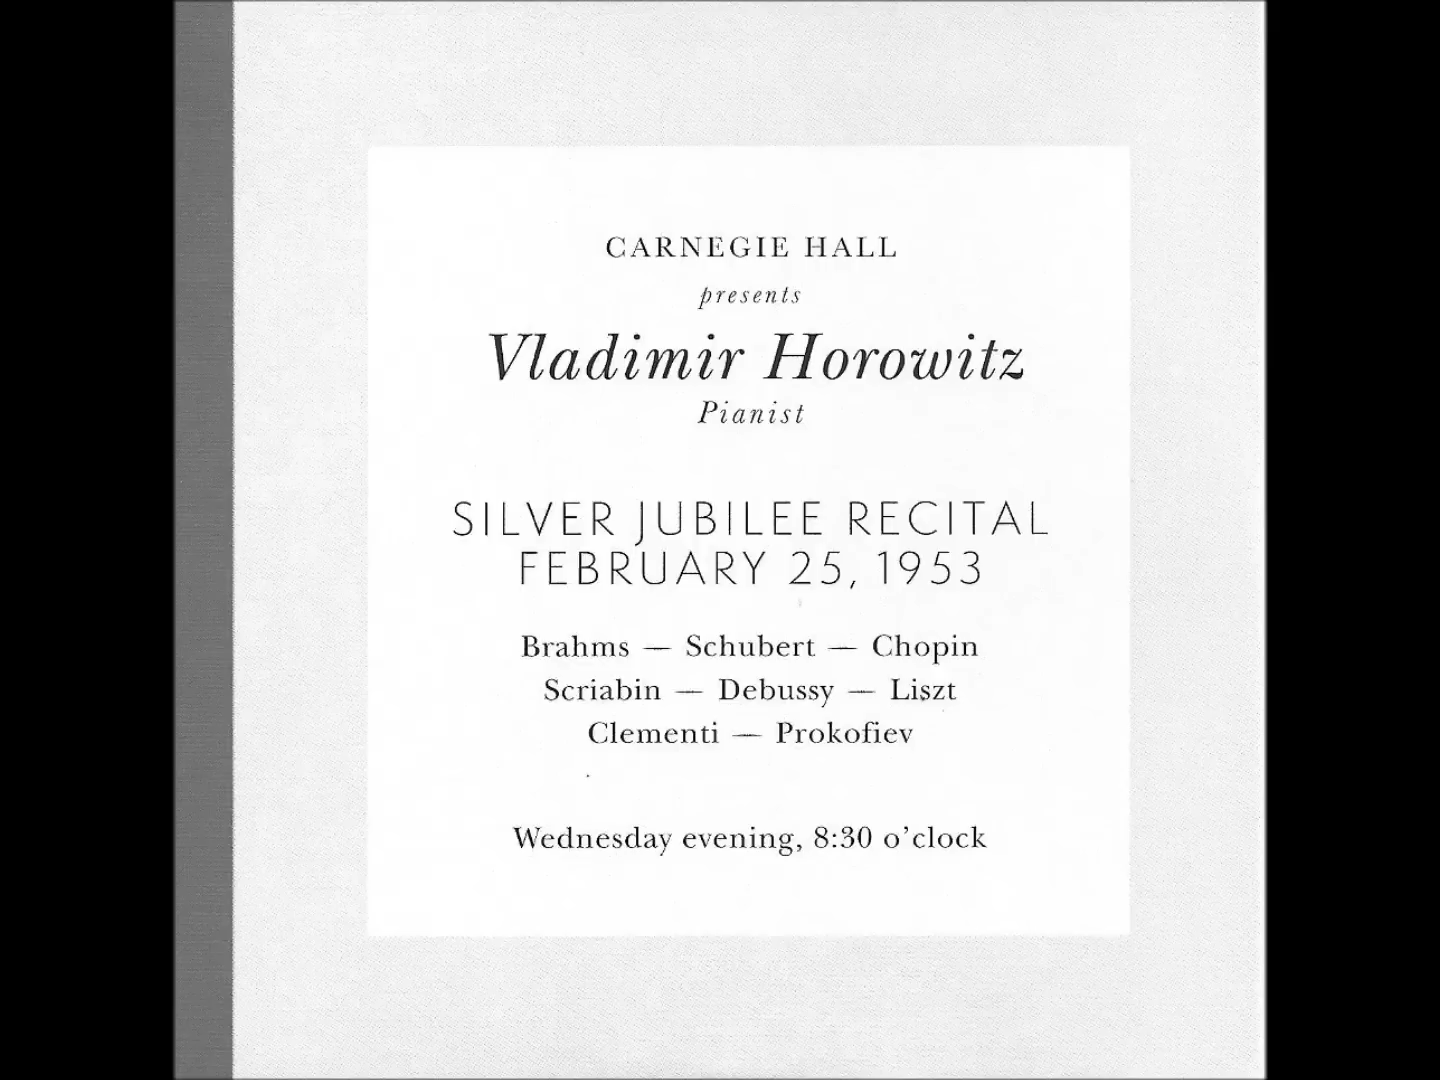 CARNEGIE HALL
presents
Vladimir Horowitz
Pianist
SILVER JUBILEE RECITAL
FEBRUARY 25, 1953
Brahms — Schubert — Chopin
Scriabin — Debussy — Liszt
Clementi — Prokofiev
Wednesday evening, 8:30 o’clock